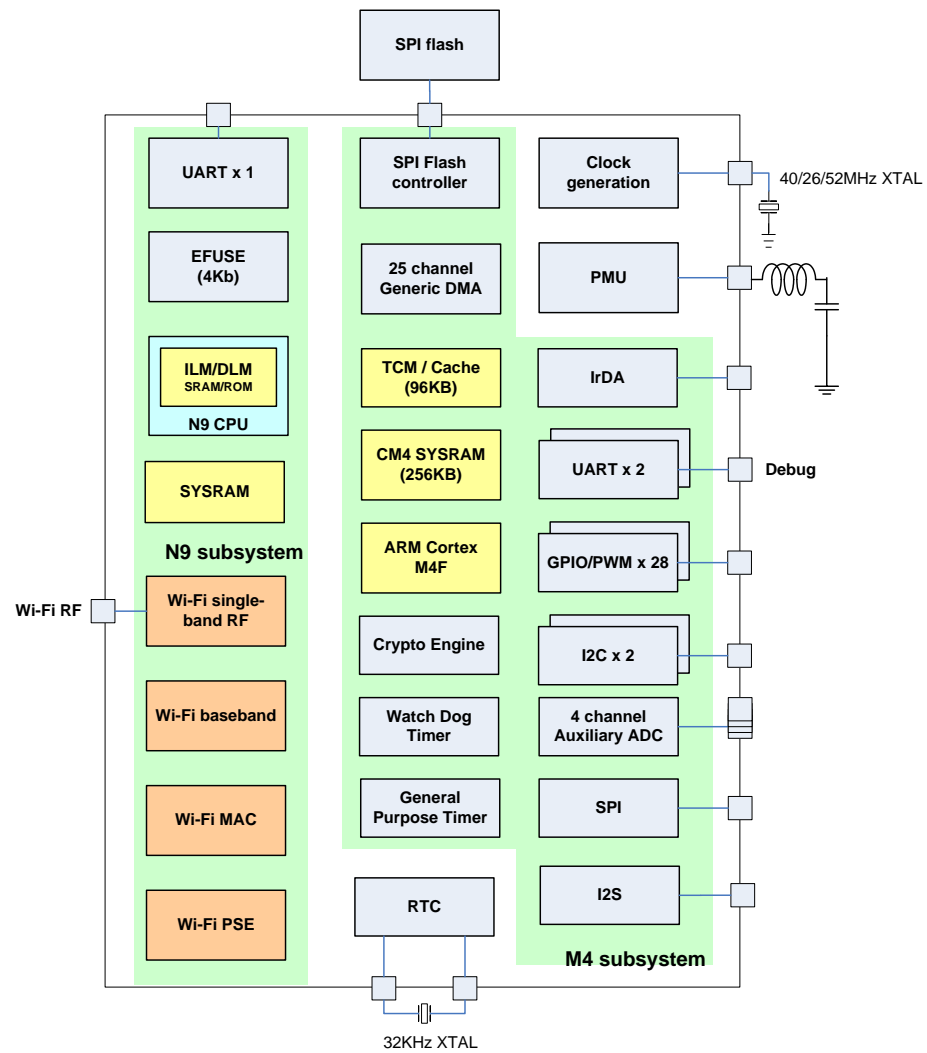 SPI flash
UART x 1
SPI Flash
controller
Clock
generation
40/26/52MHz XTAL
EFUSE
(4Kb)
25 channel
Generic DMA
PMU
ILM/DLM
SRAM/ROM
N9 CPU
TCM / Cache
(96KB)
IrDA
SYSRAM
CM4 SYSRAM
(256KB)
UART x 2
Debug
N9 subsystem
ARM Cortex
M4F
GPIO/PWM x 28
Wi-Fi RF
Wi-Fi single-
band RF
Crypto Engine
I2C x 2
Wi-Fi baseband
Watch Dog
Timer
4 channel
Auxiliary ADC
Wi-Fi MAC
General
Purpose Timer
SPI
Wi-Fi PSE
RTC
I2S
M4 subsystem
32KHz XTAL